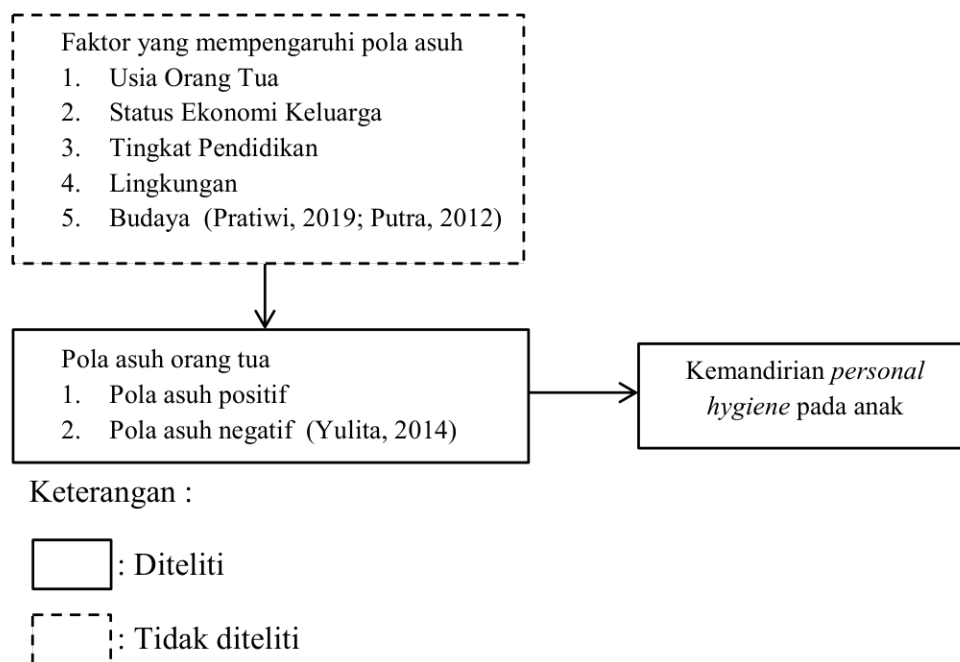 Faktor yang mempengaruhi pola asuh
1. Usia Orang Tua
2. Status Ekonomi Keluarga
3. Tingkat Pendidikan
4. Lingkungan
5. Budaya (Pratiwi, 2019; Putra, 2012)
Pola asuh orang tua
1. Pola asuh positif
2. Pola asuh negatif (Yulita, 2014)
Kemandirian personal
hygiene pada anak
Keterangan :
: Diteliti
: Tidak diteliti